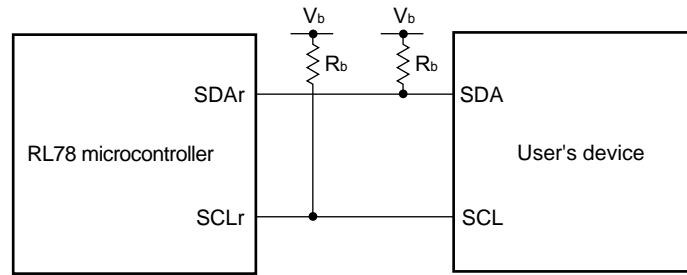 Vb Vb
Rb Rb
SDAr SDA
RL78 microcontroller User's device
SCLr SCL